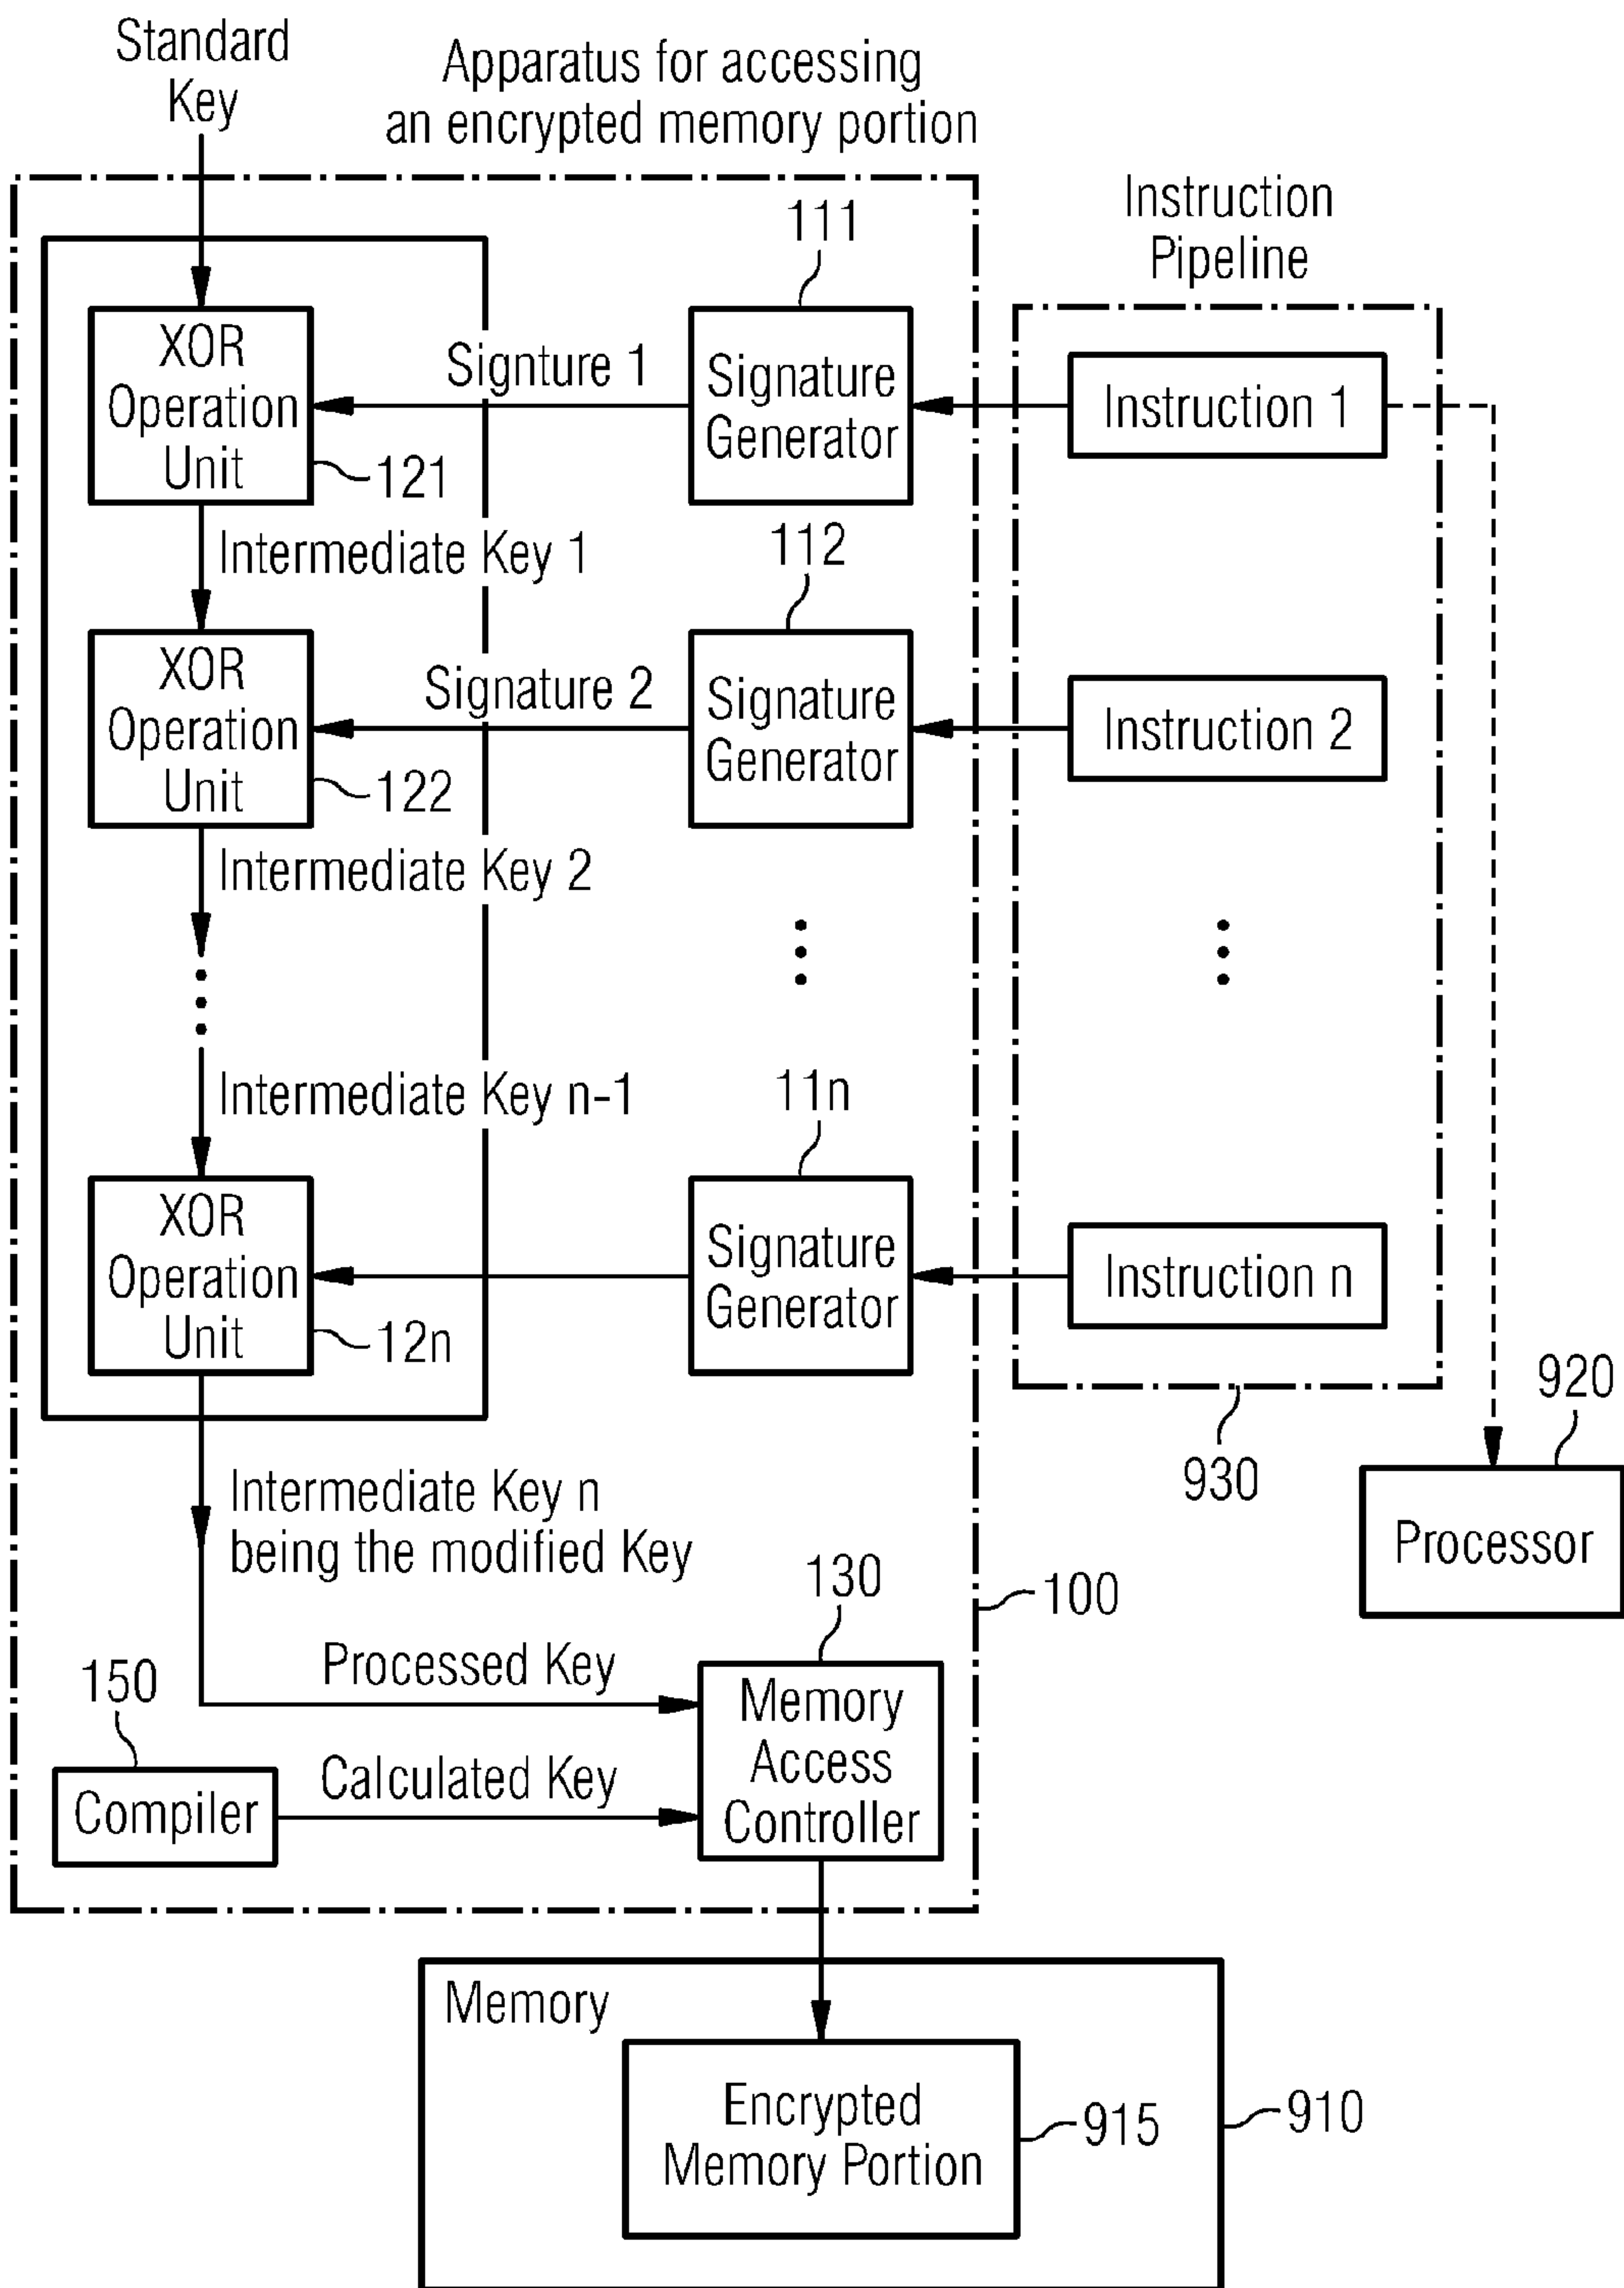 Standard
Key
Apparatus for accessing
an encrypted memory portion
Instruction
Pipeline
111
XOR
Operation
Unit
121
Signture 1
Signature
Generator
Instruction 1
Intermediate Key 1
112
XOR
Operation
Unit
122
Signature 2
Signature
Generator
Instruction 2
Intermediate Key 2
Intermediate Key n-1
11n
XOR
Operation
Unit
12n
Signature
Generator
Instruction n
930
920
Processor
Intermediate Key n
being the modified Key
130
100
Processed Key
150
Compiler
Calculated Key
Memory
Access
Controller
Memory
Encrypted
Memory Portion
915
910